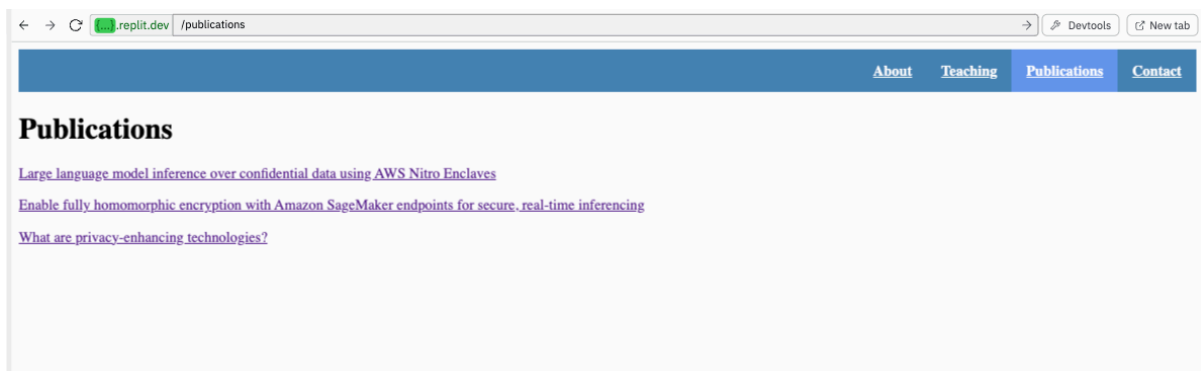 {...}.replit.dev /publications Devtools New tab
About Teaching Publications Contact
Publications
Large language model inference over confidential data using AWS Nitro Enclaves
Enable fully homomorphic encryption with Amazon SageMaker endpoints for secure, real-time inferencing
What are privacy-enhancing technologies?